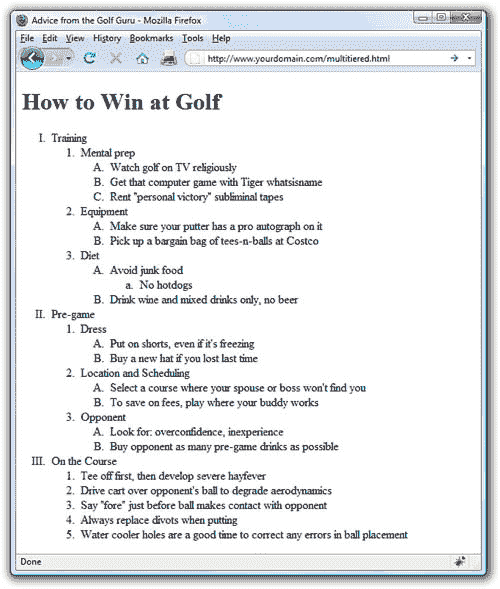 Advice from the Golf Guru - Mozilla Firefox
File Edit View History Bookmarks Tools Help
http://www.yourdomain.com/multitiered.html
How to Win at Golf
I. Training
1. Mental prep
A. Watch golf on TV religiously
B. Get that computer game with Tiger whatsisname
C. Rent "personal victory" subliminal tapes
2. Equipment
A. Make sure your putter has a pro autograph on it
B. Pick up a bargain bag of tees-n-balls at Costco
3. Diet
A. Avoid junk food
a. No hotdogs
B. Drink wine and mixed drinks only, no beer
II. Pre-game
1. Dress
A. Put on shorts, even if it's freezing
B. Buy a new hat if you lost last time
2. Location and Scheduling
A. Select a course where your spouse or boss won't find you
B. To save on fees, play where your buddy works
3. Opponent
A. Look for: overconfidence, inexperience
B. Buy opponent as many pre-game drinks as possible
III. On the Course
1. Tee off first, then develop severe hayfever
2. Drive cart over opponent's ball to degrade aerodynamics
3. Say "fore" just before ball makes contact with opponent
4. Always replace divots when putting
5. Water cooler holes are a good time to correct any errors in ball placement
Done